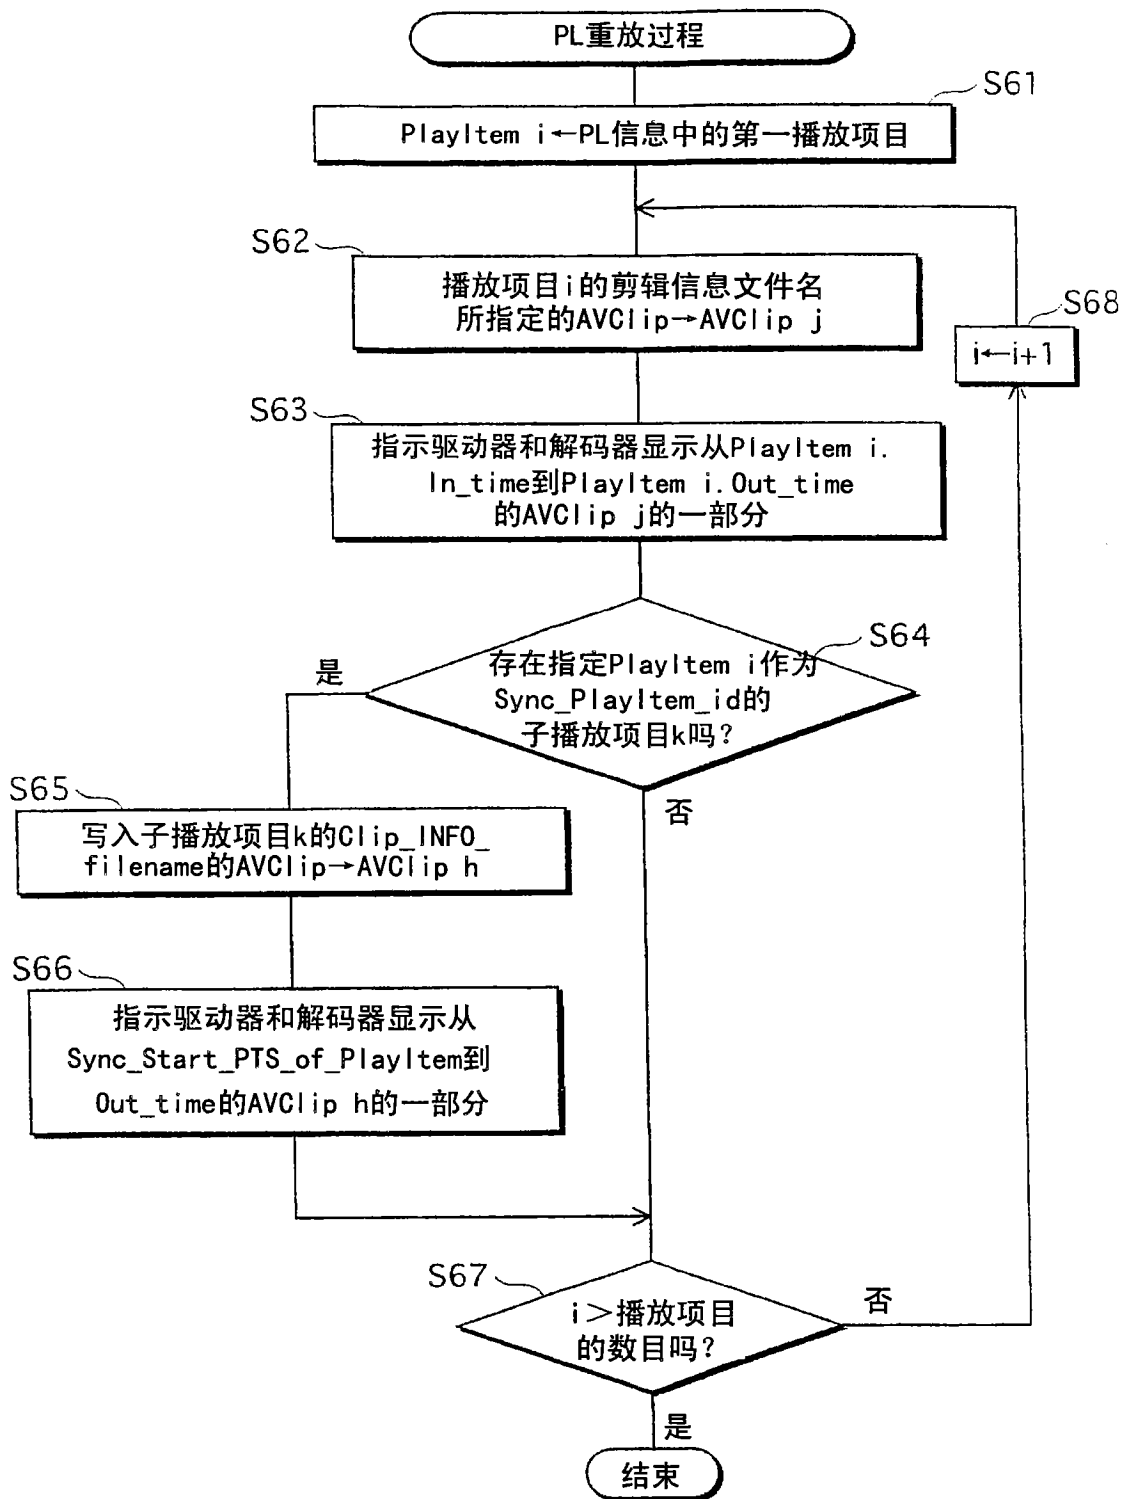 PL重放过程
S61
PlayItem i←PL信息中的第一播放项目
S62
播放项目i的剪辑信息文件名
所指定的AVClip→AVClip j
S68
i←i+1
S63
指示驱动器和解码器显示从PlayItem i.
In_time到PlayItem i.Out_time
的AVClip j的一部分
S64
存在指定PlayItem i作为
Sync_PlayItem_id的
子播放项目k吗?
是
否
S65
写入子播放项目k的Clip_INFO_
filename的AVClip→AVClip h
S66
指示驱动器和解码器显示从
Sync_Start_PTS_of_PlayItem到
Out_time的AVClip h的一部分
S67
i＞播放项目
的数目吗?
否
是
结束